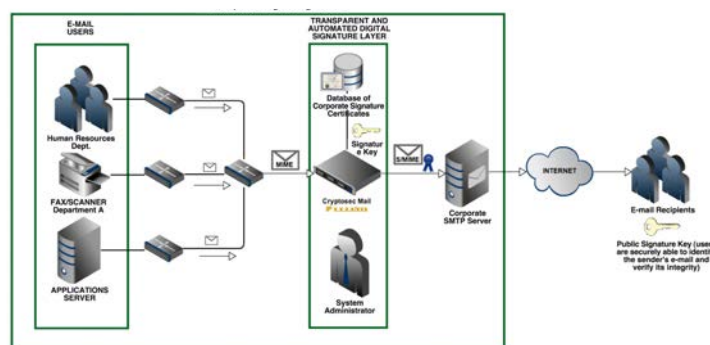 E-MAIL
USERS
TRANSPARENT AND
AUTOMATED DIGITAL
SIGNATURE LAYER
Database of
Corporate Signature
Certificates
Human Resources
Dept.
Signatur
e Key
MIME
S/MIME
INTERNET
FAX/SCANNER
Department A
Cryptosec Mail
Corporate
SMTP Server
E-mail Recipients
Public Signature Key (user
are securely able to identif
the sender's e-mail and
verify its integrity)
APPLICATIONS
SERVER
System
Administrator